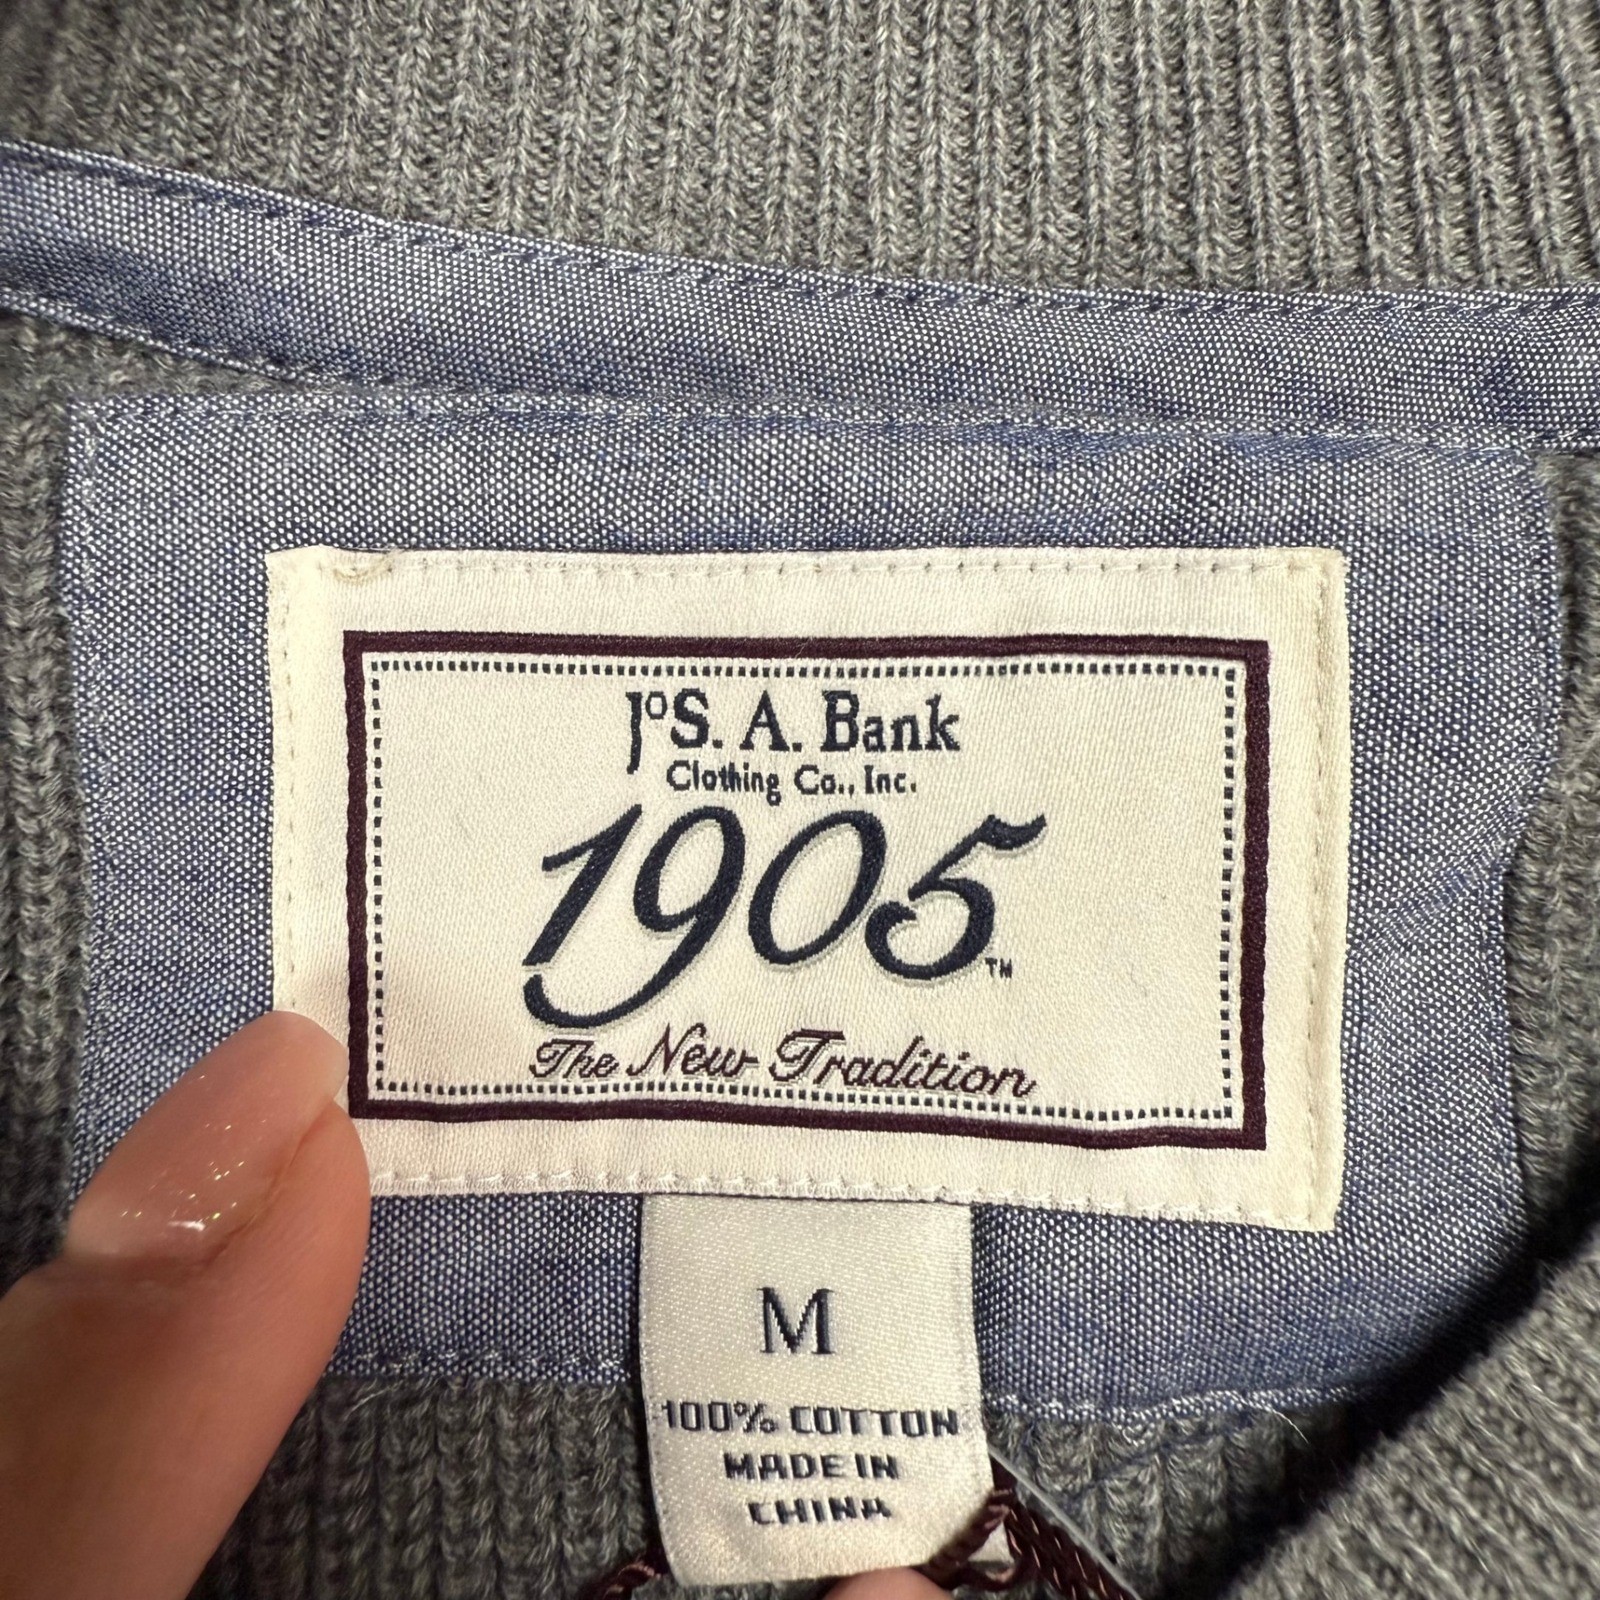 JoS. A. Bank
Clothing Co., Inc.
1905™
The New Tradition
M
100% COTTON
MADE IN
CHINA